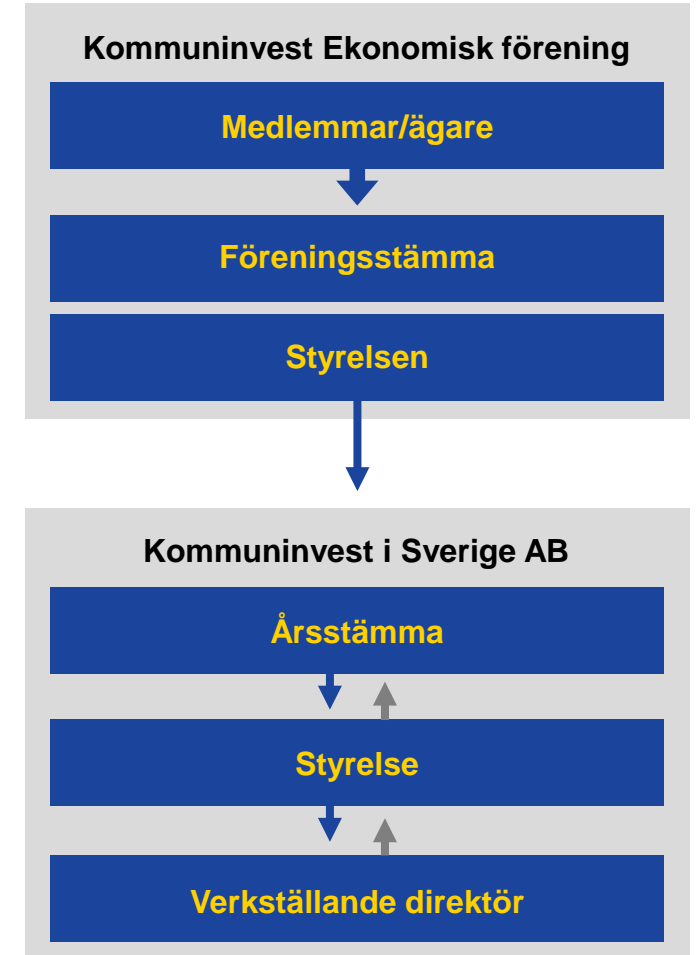 Kommuninvest Ekonomisk förening
Medlemmar/ägare
Föreningsstämma
Styrelsen
Kommuninvest i Sverige AB
Årsstämma
Styrelse
Verkställande direktör